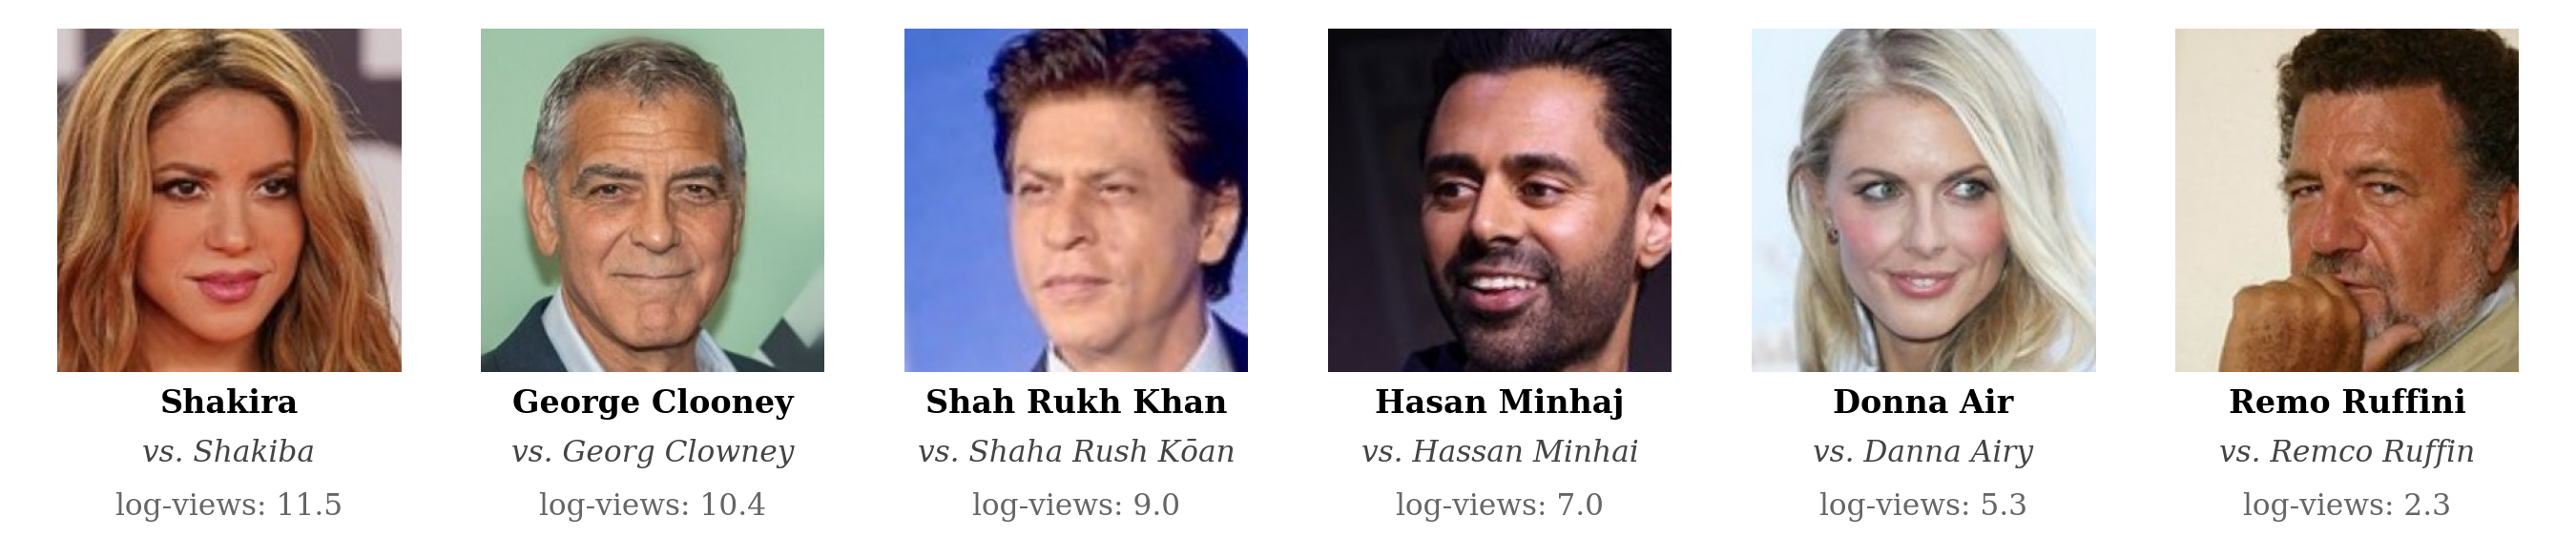 Shakira
vs. Shakiba
log-views: 11.5
George Clooney
vs. Georg Clowney
log-views: 10.4
Shah Rukh Khan
vs. Shaha Rush Kōan
log-views: 9.0
Hasan Minhaj
vs. Hassan Minhai
log-views: 7.0
Donna Air
vs. Danna Airy
log-views: 5.3
Remo Ruffini
vs. Remco Ruffin
log-views: 2.3